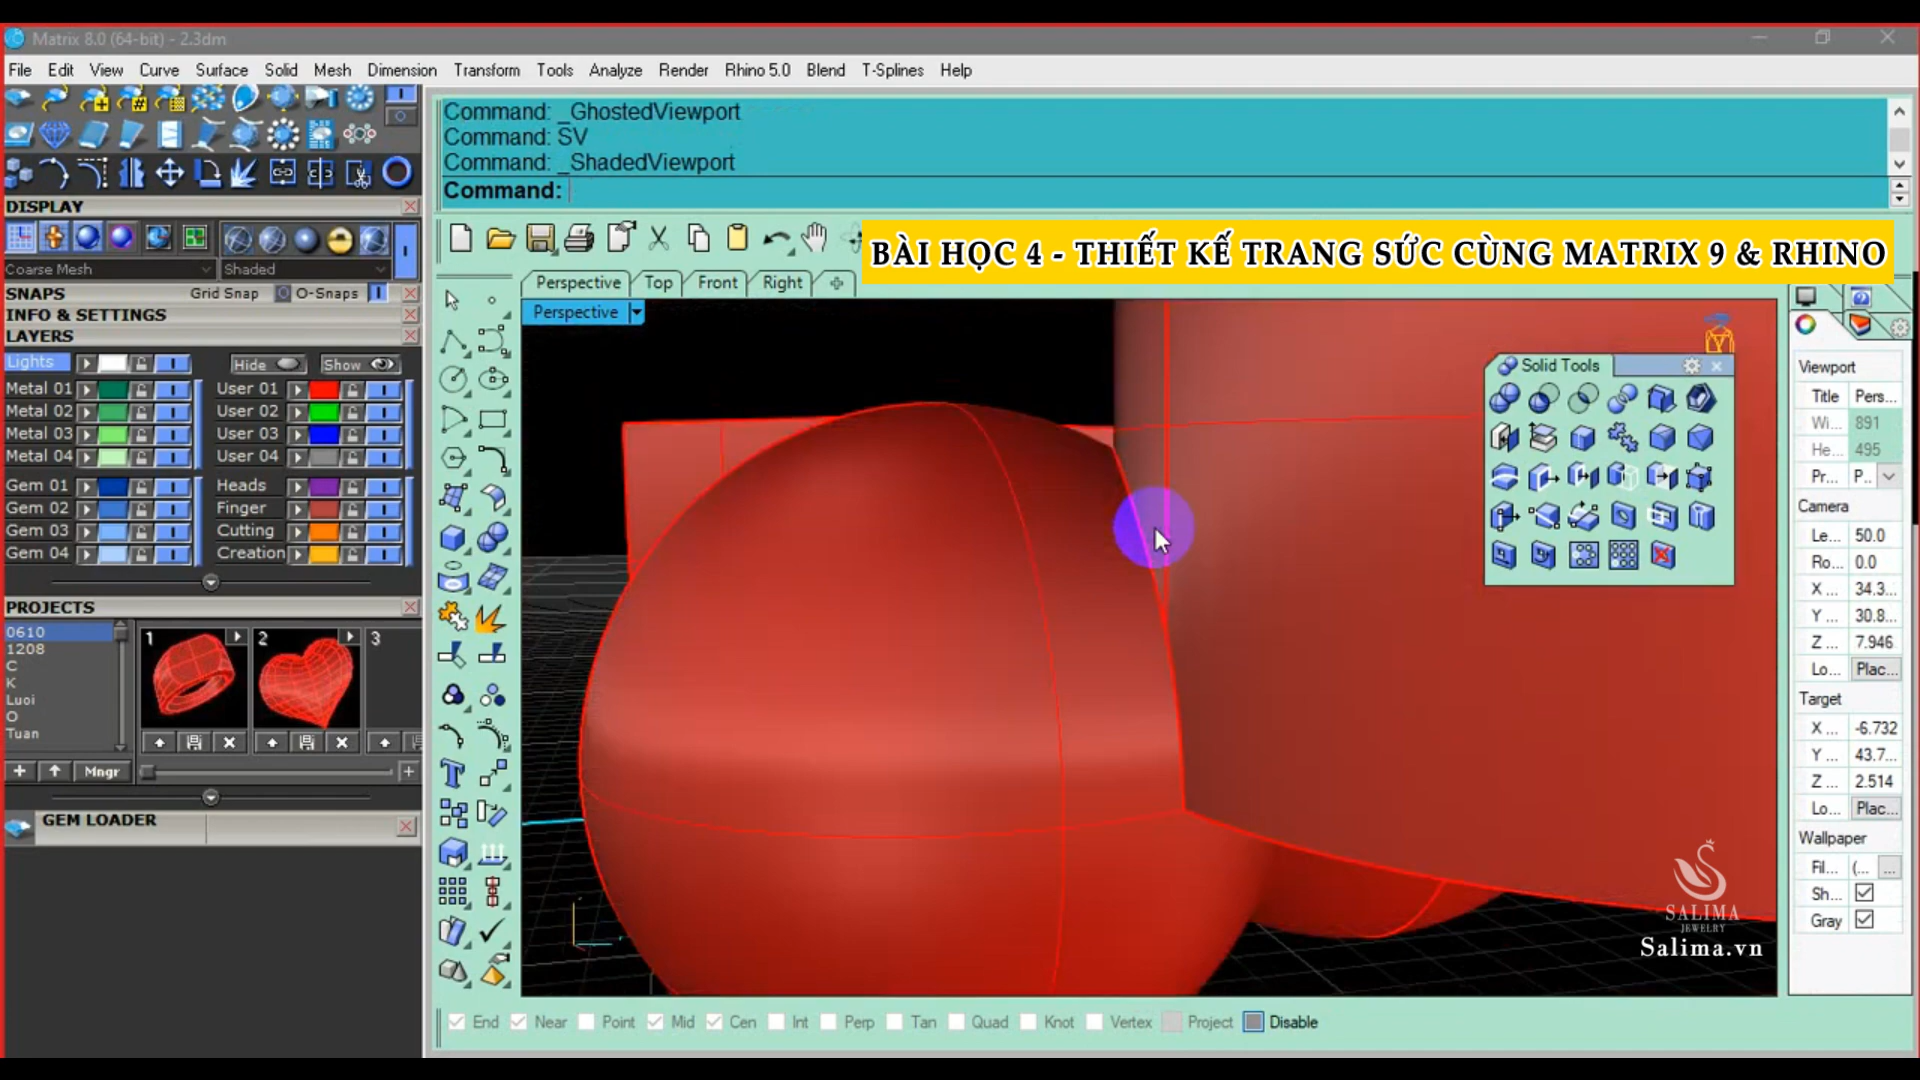 Matrix 8.0 (64-bit) - 2.3dm
File Edit View Curve Surface Solid Mesh Dimension Transform Tools Analyze Render Rhino 5.0 Blend T-Splines Help
Command: _GhostedViewport
Command: SV
Command: _ShadedViewport
Command:
BÀI HỌC 4 - THIẾT KẾ TRANG SỨC CÙNG MATRIX 9 & RHINO
DISPLAY
Coarse Mesh Shaded
SNAPS Grid Snap O-Snaps
INFO & SETTINGS
LAYERS
Lights Hide Show
Metal 01 User 01
Metal 02 User 02
Metal 03 User 03
Metal 04 User 04
Gem 01 Heads
Gem 02 Finger
Gem 03 Cutting
Gem 04 Creation
PROJECTS
0610
1208
C
K
Luoi
O
Tuan
1 2 3
Mngr
GEM LOADER
Perspective Top Front Right
Perspective
Solid Tools
Viewport
Title Pers...
Wi... 891
He... 495
Pr... P..
Camera
Le... 50.0
Ro... 0.0
X ... 34.3...
Y ... 30.8...
Z ... 7.946
Lo... Plac...
Target
X ... -6.732
Y ... 43.7...
Z ... 2.514
Lo... Plac...
Wallpaper
Fil... (... ...
Sh...
Gray
SALIMA
JEWELRY
Salima.vn
End Near Point Mid Cen Int Perp Tan Quad Knot Vertex Project Disable